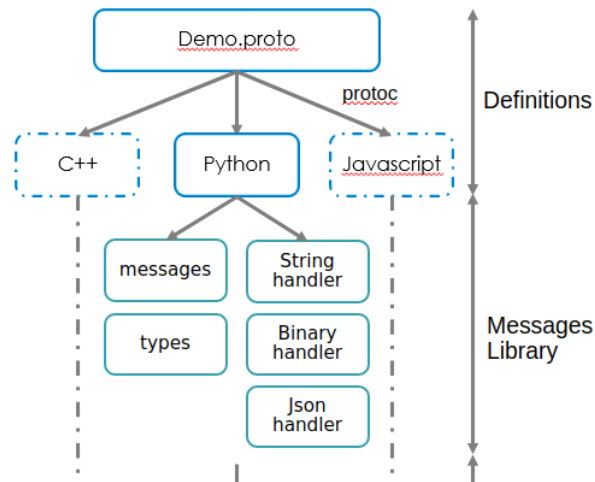 Demo.proto
protoc
Definitions
C++
Python
Javascript
messages
String
handler
types
Binary
handler
Json
handler
Messages
Library